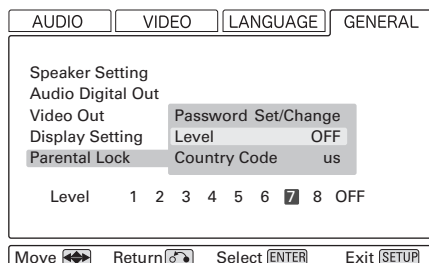 AUDIO VIDEO LANGUAGE GENERAL
Speaker Setting
Audio Digital Out
Video Out Password Set/Change
Display Setting Level OFF
Parental Lock Country Code us
Level 1 2 3 4 5 6 7 8 OFF
Move Return Select ENTER Exit SETUP